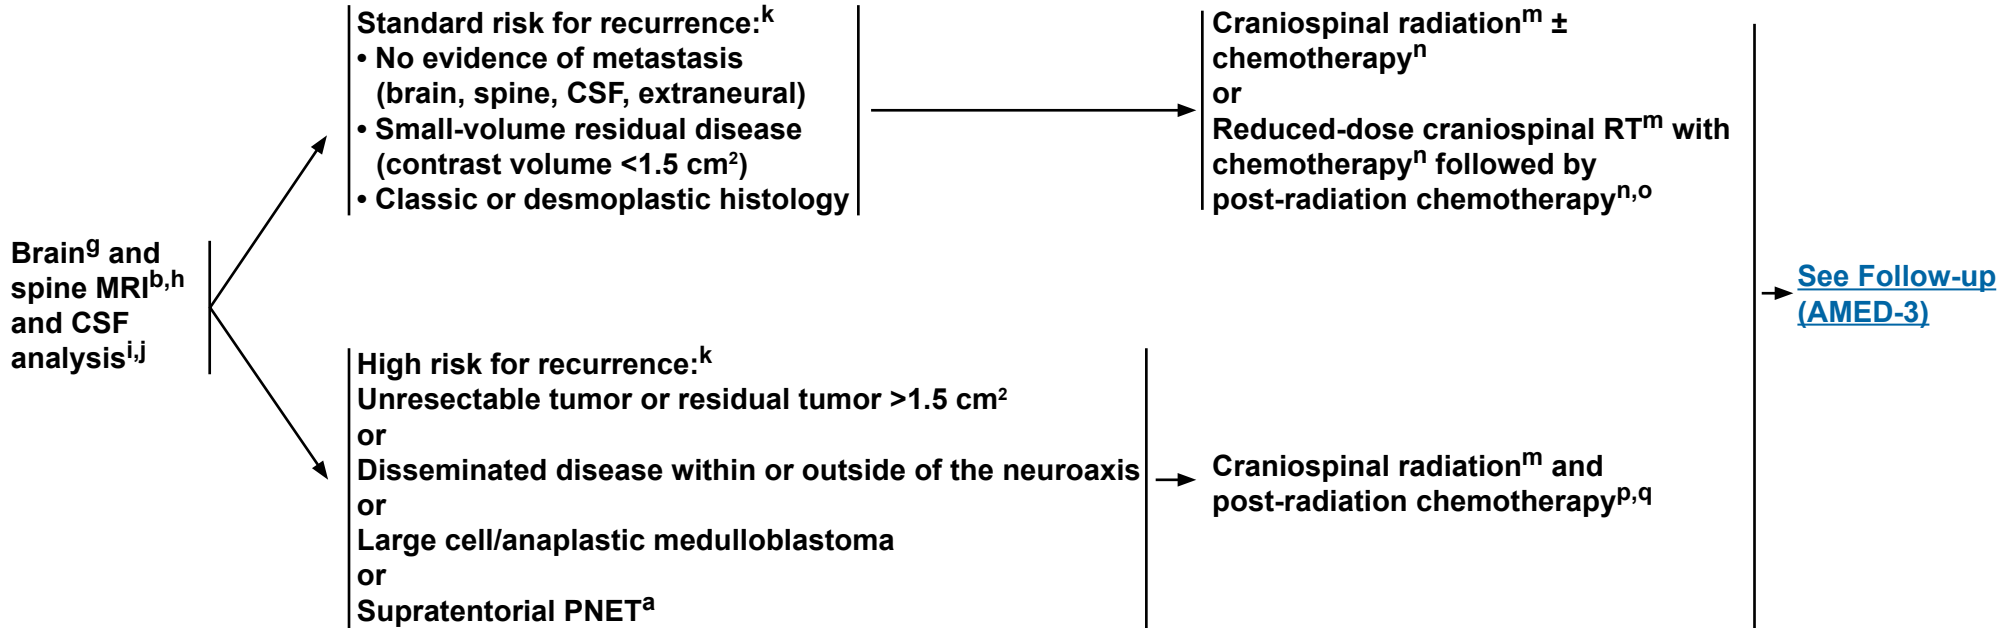 Brain^g and
spine MRI^b,h
and CSF
analysis^i,j
Standard risk for recurrence:^k
• No evidence of metastasis
(brain, spine, CSF, extraneural)
• Small-volume residual disease
(contrast volume <1.5 cm²)
• Classic or desmoplastic histology
Craniospinal radiation^m ±
chemotherapy^n
or
Reduced-dose craniospinal RT^m with
chemotherapy^n followed by
post-radiation chemotherapy^n,o
High risk for recurrence:^k
Unresectable tumor or residual tumor >1.5 cm²
or
Disseminated disease within or outside of the neuroaxis
or
Large cell/anaplastic medulloblastoma
or
Supratentorial PNET^a
Craniospinal radiation^m and
post-radiation chemotherapy^p,q
See Follow-up
(AMED-3)